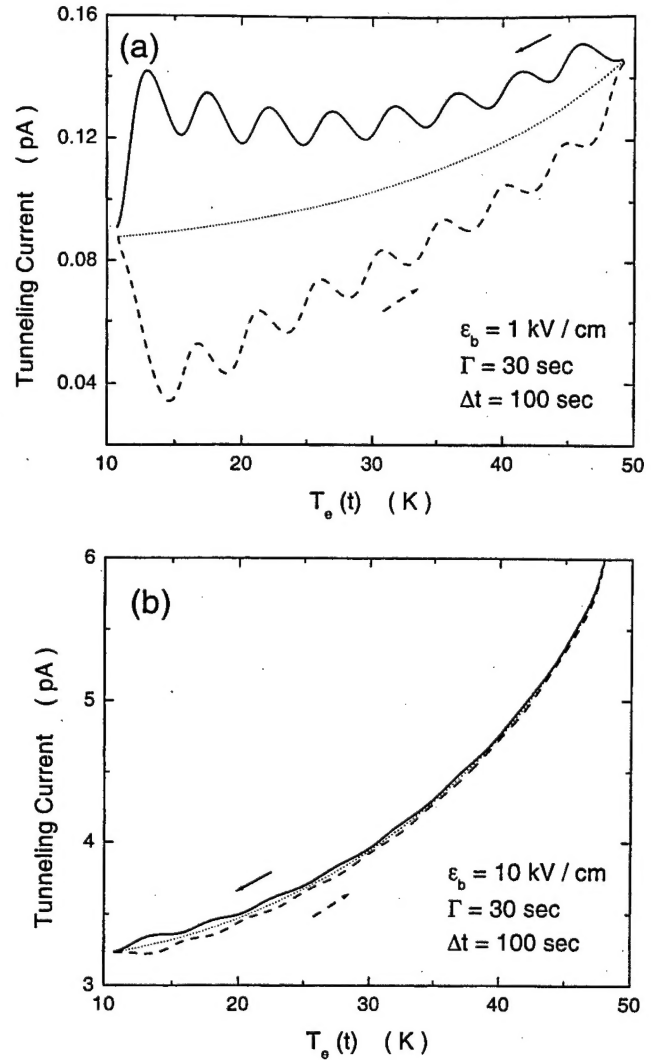 (a)
0.16
0.12
0.08
0.04
Tunneling Current ( pA )
10 20 30 40 50
T_e (t) ( K )
ε_b = 1 kV / cm
Γ = 30 sec
Δt = 100 sec
(b)
6
5
4
3
Tunneling Current ( pA )
10 20 30 40 50
T_e (t) ( K )
ε_b = 10 kV / cm
Γ = 30 sec
Δt = 100 sec